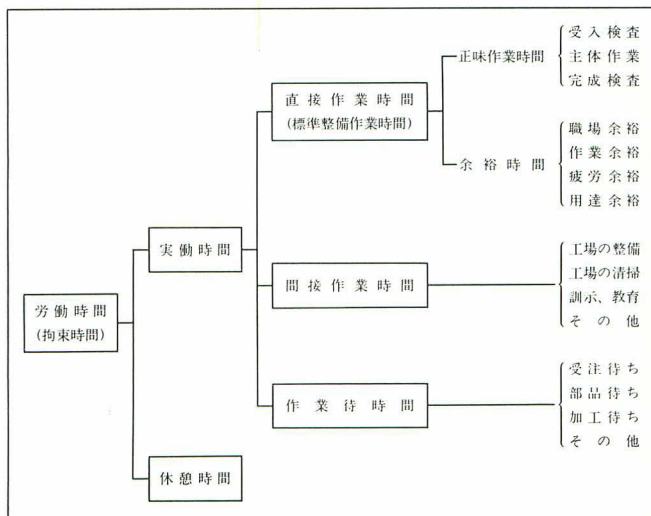 受入検査
正味作業時間
主体作業
完成検査
直接作業時間
(標準整備作業時間)
職場余裕
作業余裕
余裕時間
疲労余裕
用達余裕
実働時間
工場の整備
工場の清掃
間接作業時間
訓示、教育
その他
労働時間
(拘束時間)
受注待ち
部品待ち
作業待時間
加工待ち
その他
休憩時間